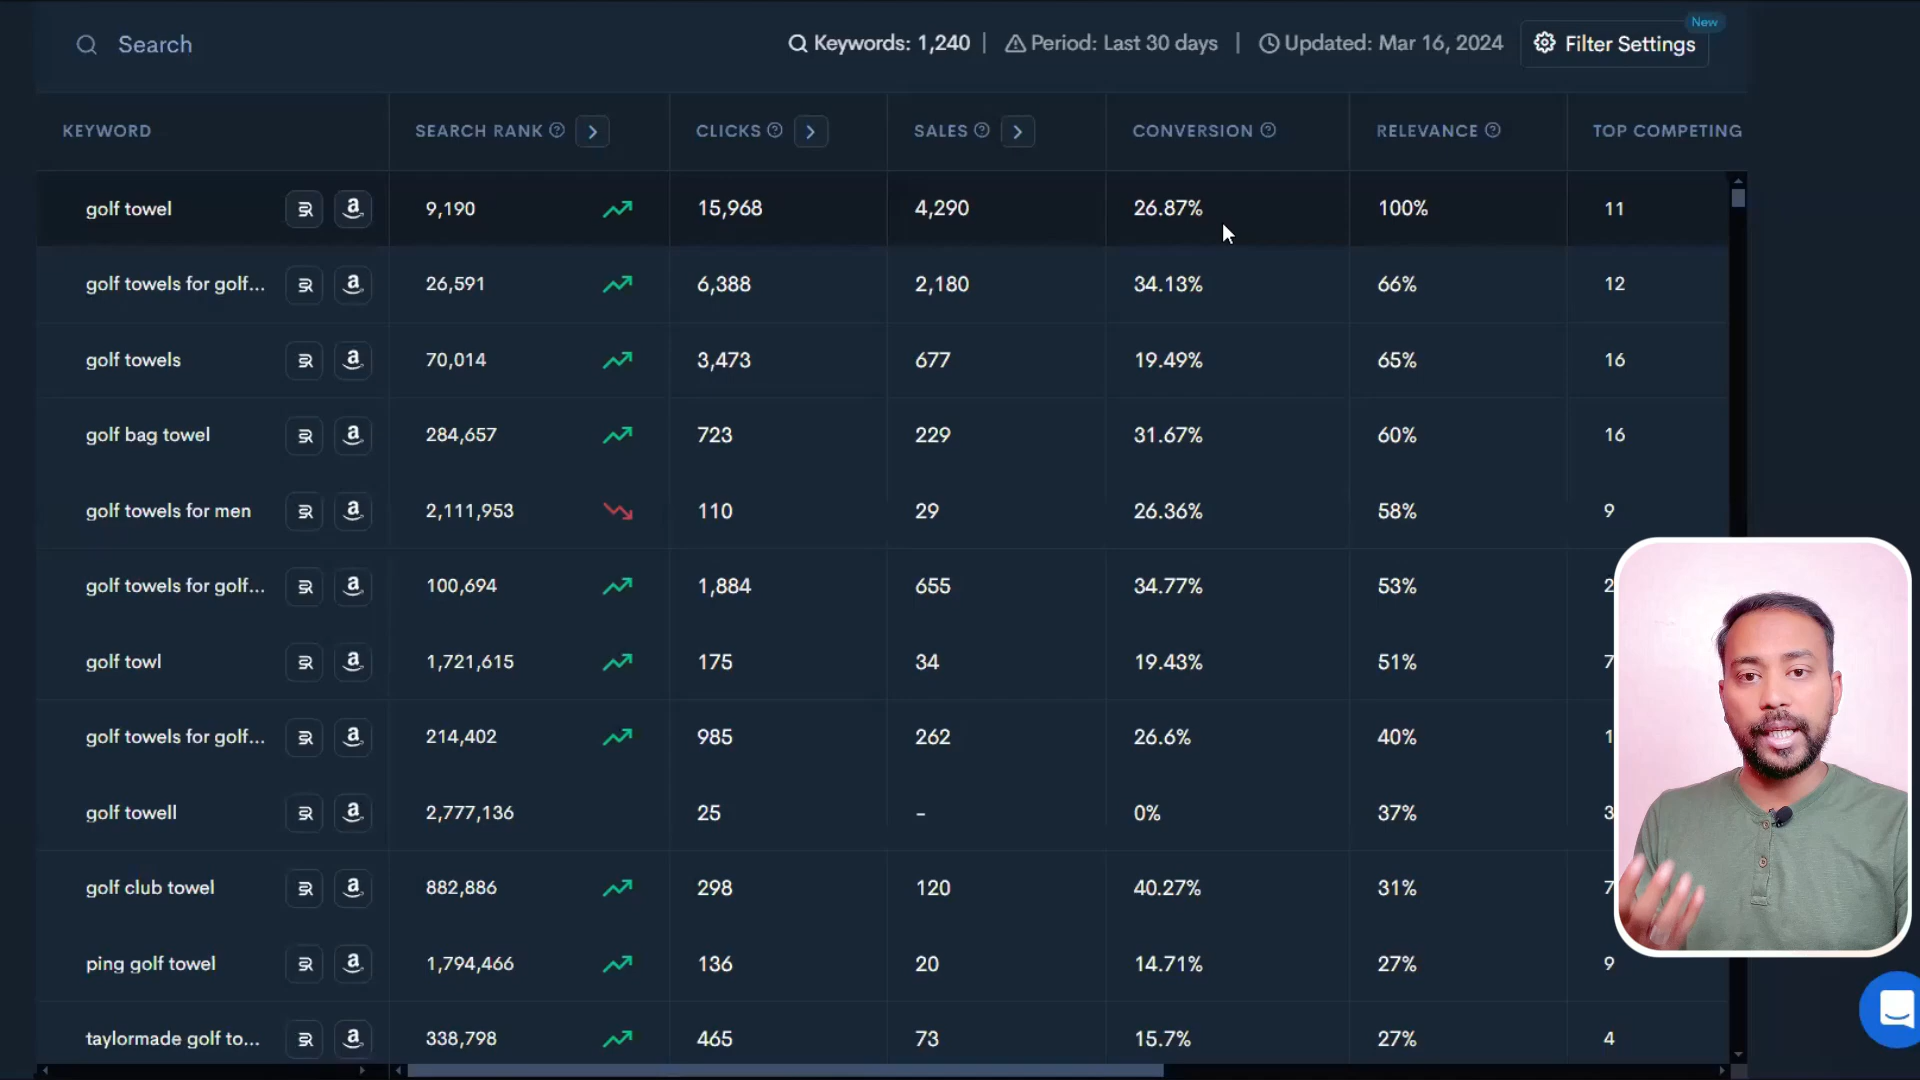 New
Search Keywords: 1,240 | Period: Last 30 days | Updated: Mar 16, 2024 Filter Settings
KEYWORD SEARCH RANK CLICKS SALES CONVERSION RELEVANCE TOP COMPETING
golf towel 9,190 15,968 4,290 26.87% 100% 11
golf towels for golf... 26,591 6,388 2,180 34.13% 66% 12
golf towels 70,014 3,473 677 19.49% 65% 16
golf bag towel 284,657 723 229 31.67% 60% 16
golf towels for men 2,111,953 110 29 26.36% 58% 9
golf towels for golf... 100,694 1,884 655 34.77% 53% 2
golf towl 1,721,615 175 34 19.43% 51% 7
golf towels for golf... 214,402 985 262 26.6% 40% 1
golf towell 2,777,136 25 - 0% 37% 3
golf club towel 882,886 298 120 40.27% 31% 7
ping golf towel 1,794,466 136 20 14.71% 27% 9
taylormade golf to... 338,798 465 73 15.7% 27% 4